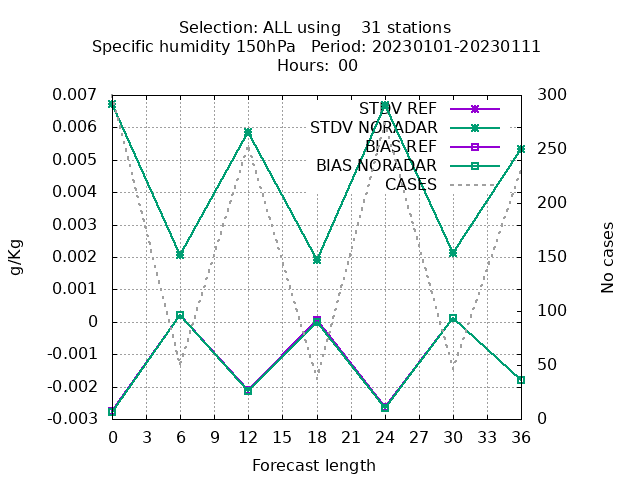 Selection: ALL using    31 stations
Specific humidity 150hPa   Period: 20230101-20230111
Hours: 00
0.007
0.006
0.005
0.004
0.003
0.002
0.001
0
-0.001
-0.002
-0.003
g/Kg
STDV REF
STDV NORADAR
BIAS REF
BIAS NORADAR
CASES
300
250
200
150
100
50
0
No cases
0 3 6 9 12 15 18 21 24 27 30 33 36
Forecast length